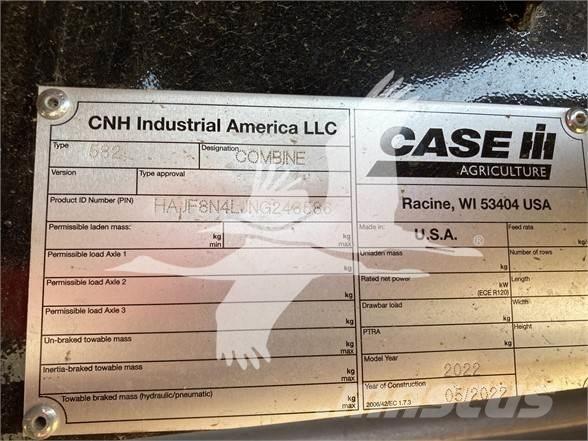 CNH Industrial America LLC
Type 582 Designation COMBINE
Version Type approval
Product ID Number (PIN)
Permissible laden mass: kg min kg max
Permissible load Axle 1 kg
Permissible load Axle 2 kg
Permissible load Axle 3 kg
Un-braked towable mass kg max
Inertia-braked towable mass kg max
Towable braked mass (hydraulic/pneumatic) kg max
CASE IH
AGRICULTURE
Racine, WI 53404 USA
Made in: U.S.A. Feed rate kg/
Unladen mass: kg Number of rows
Rated net power kW (ECE R120) Length
Drawbar load kg Width
PTRA kg Height
Model Year 2022
Year of Construction 05/2022
2006/42/EC 1.7.3
®